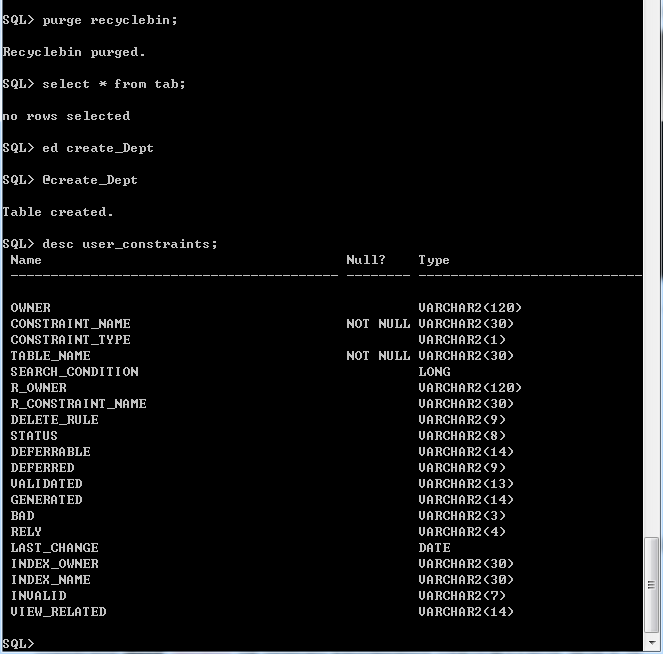 SQL> purge recyclebin;
Recyclebin purged.
SQL> select * from tab;
no rows selected
SQL> ed create_Dept
SQL> @create_Dept
Table created.
SQL> desc user_constraints;
Name Null? Type
----------------------------------------- -------- ----------------------------
OWNER VARCHAR2(120)
CONSTRAINT_NAME NOT NULL VARCHAR2(30)
CONSTRAINT_TYPE VARCHAR2(1)
TABLE_NAME NOT NULL VARCHAR2(30)
SEARCH_CONDITION LONG
R_OWNER VARCHAR2(120)
R_CONSTRAINT_NAME VARCHAR2(30)
DELETE_RULE VARCHAR2(9)
STATUS VARCHAR2(8)
DEFERRABLE VARCHAR2(14)
DEFERRED VARCHAR2(9)
VALIDATED VARCHAR2(13)
GENERATED VARCHAR2(14)
BAD VARCHAR2(3)
RELY VARCHAR2(4)
LAST_CHANGE DATE
INDEX_OWNER VARCHAR2(30)
INDEX_NAME VARCHAR2(30)
INVALID VARCHAR2(7)
VIEW_RELATED VARCHAR2(14)
SQL>